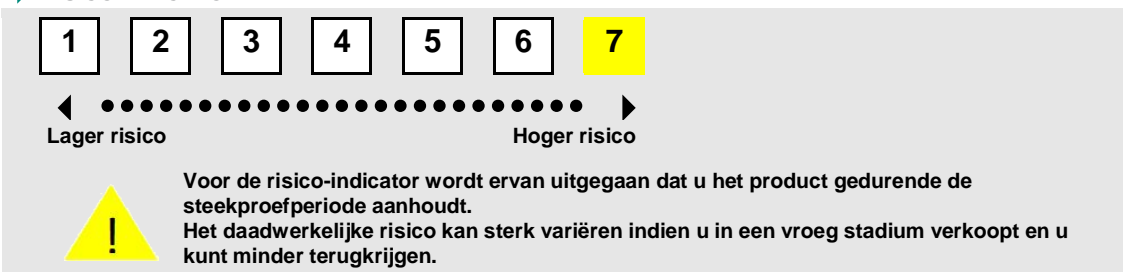 1 2 3 4 5 6 7
Lager risico Hoger risico
Voor de risico-indicator wordt ervan uitgegaan dat u het product gedurende de
steekproefperiode aanhoudt.
Het daadwerkelijke risico kan sterk variëren indien u in een vroeg stadium verkoopt en u
! kunt minder terugkrijgen.